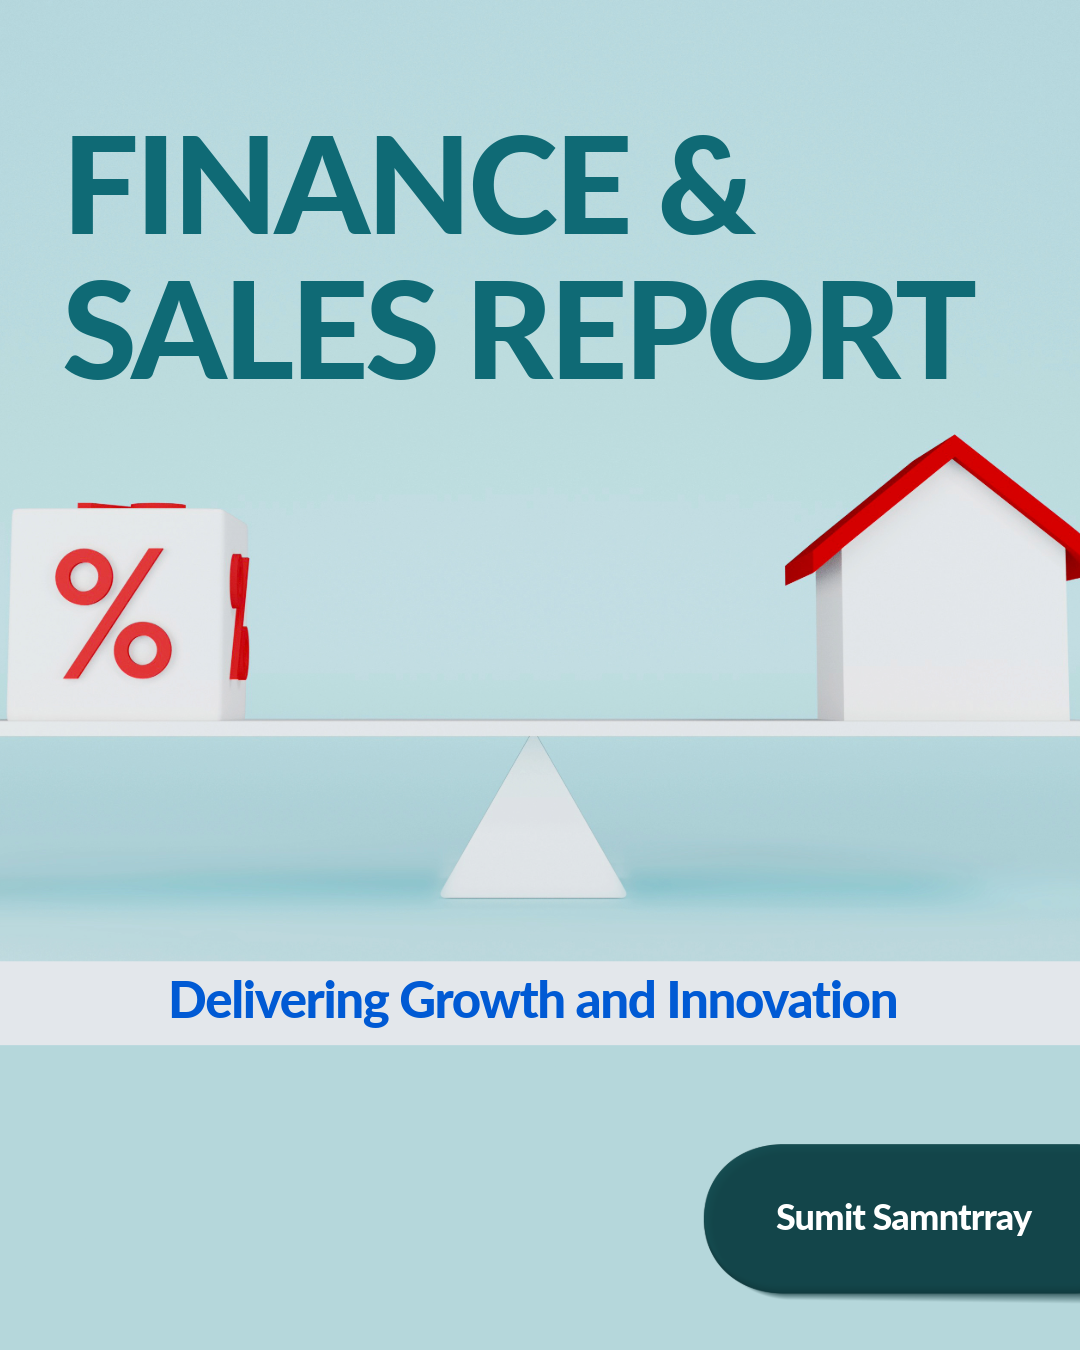 FINANCE &
SALES REPORT
%
Delivering Growth and Innovation
Sumit Samntrray